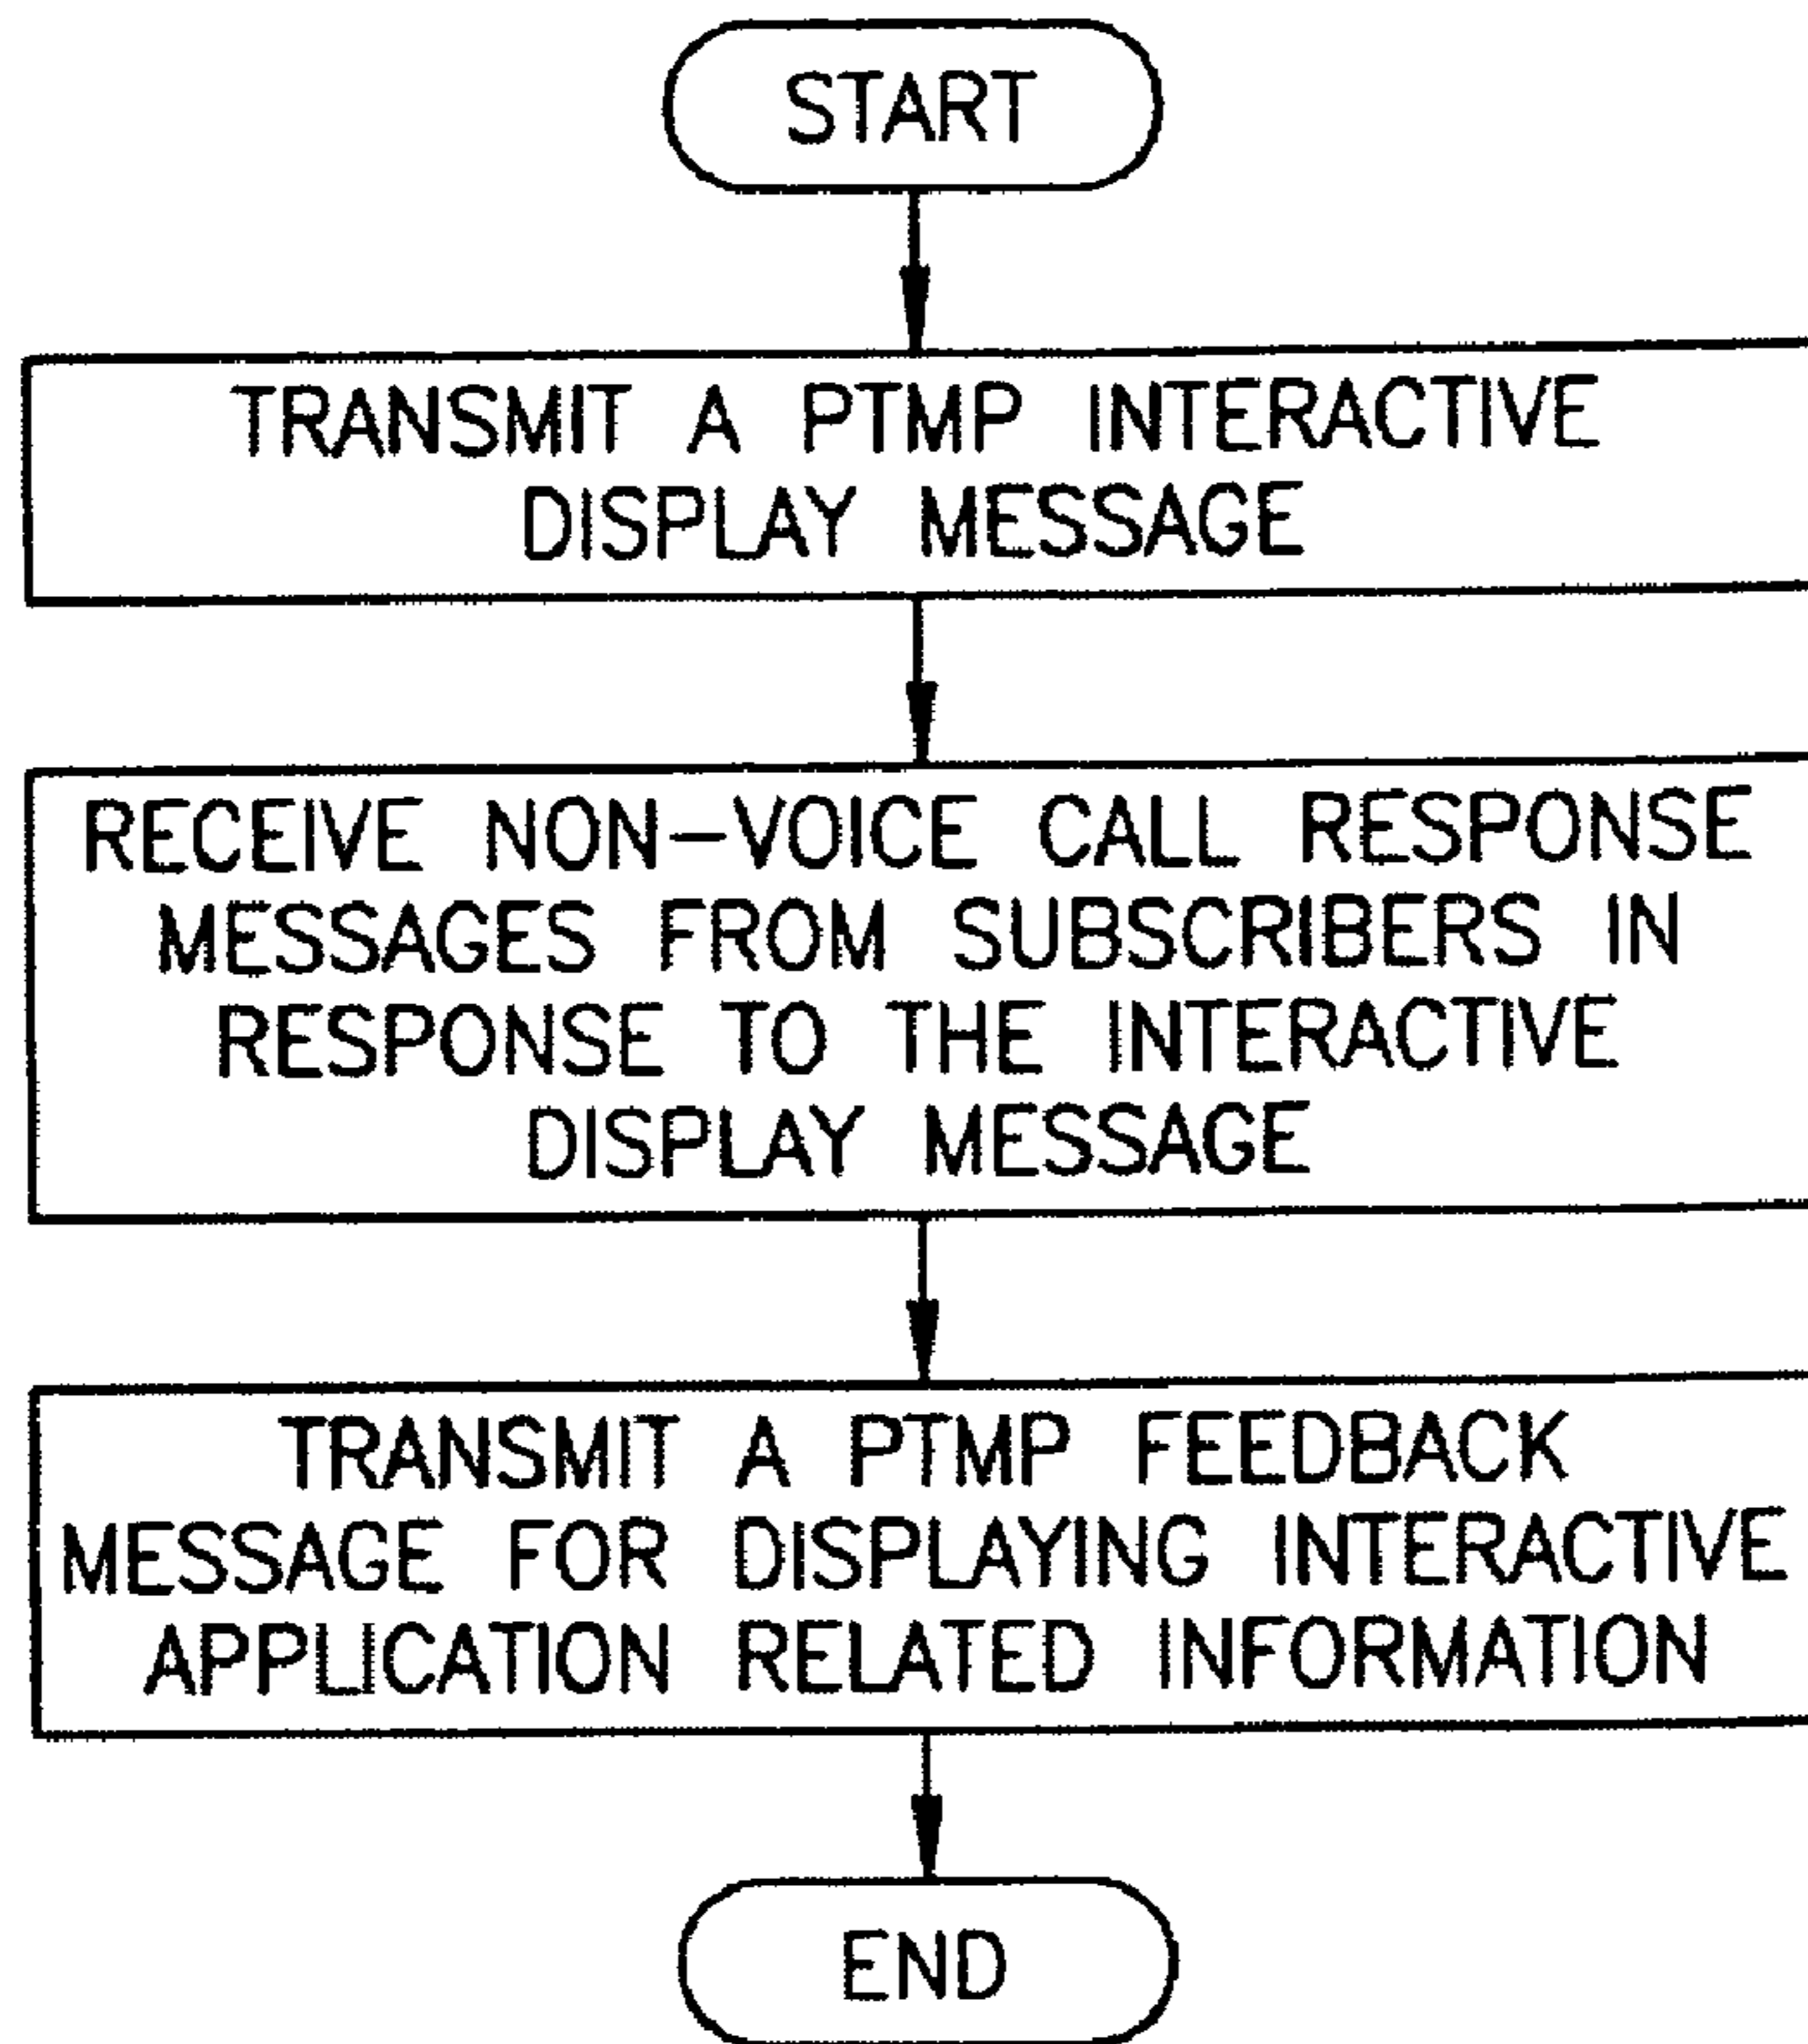 START
TRANSMIT A PTMP INTERACTIVE
DISPLAY MESSAGE
RECEIVE NON-VOICE CALL RESPONSE
MESSAGES FROM SUBSCRIBERS IN
RESPONSE TO THE INTERACTIVE
DISPLAY MESSAGE
TRANSMIT A PTMP FEEDBACK
MESSAGE FOR DISPLAYING INTERACTIVE
APPLICATION RELATED INFORMATION
END